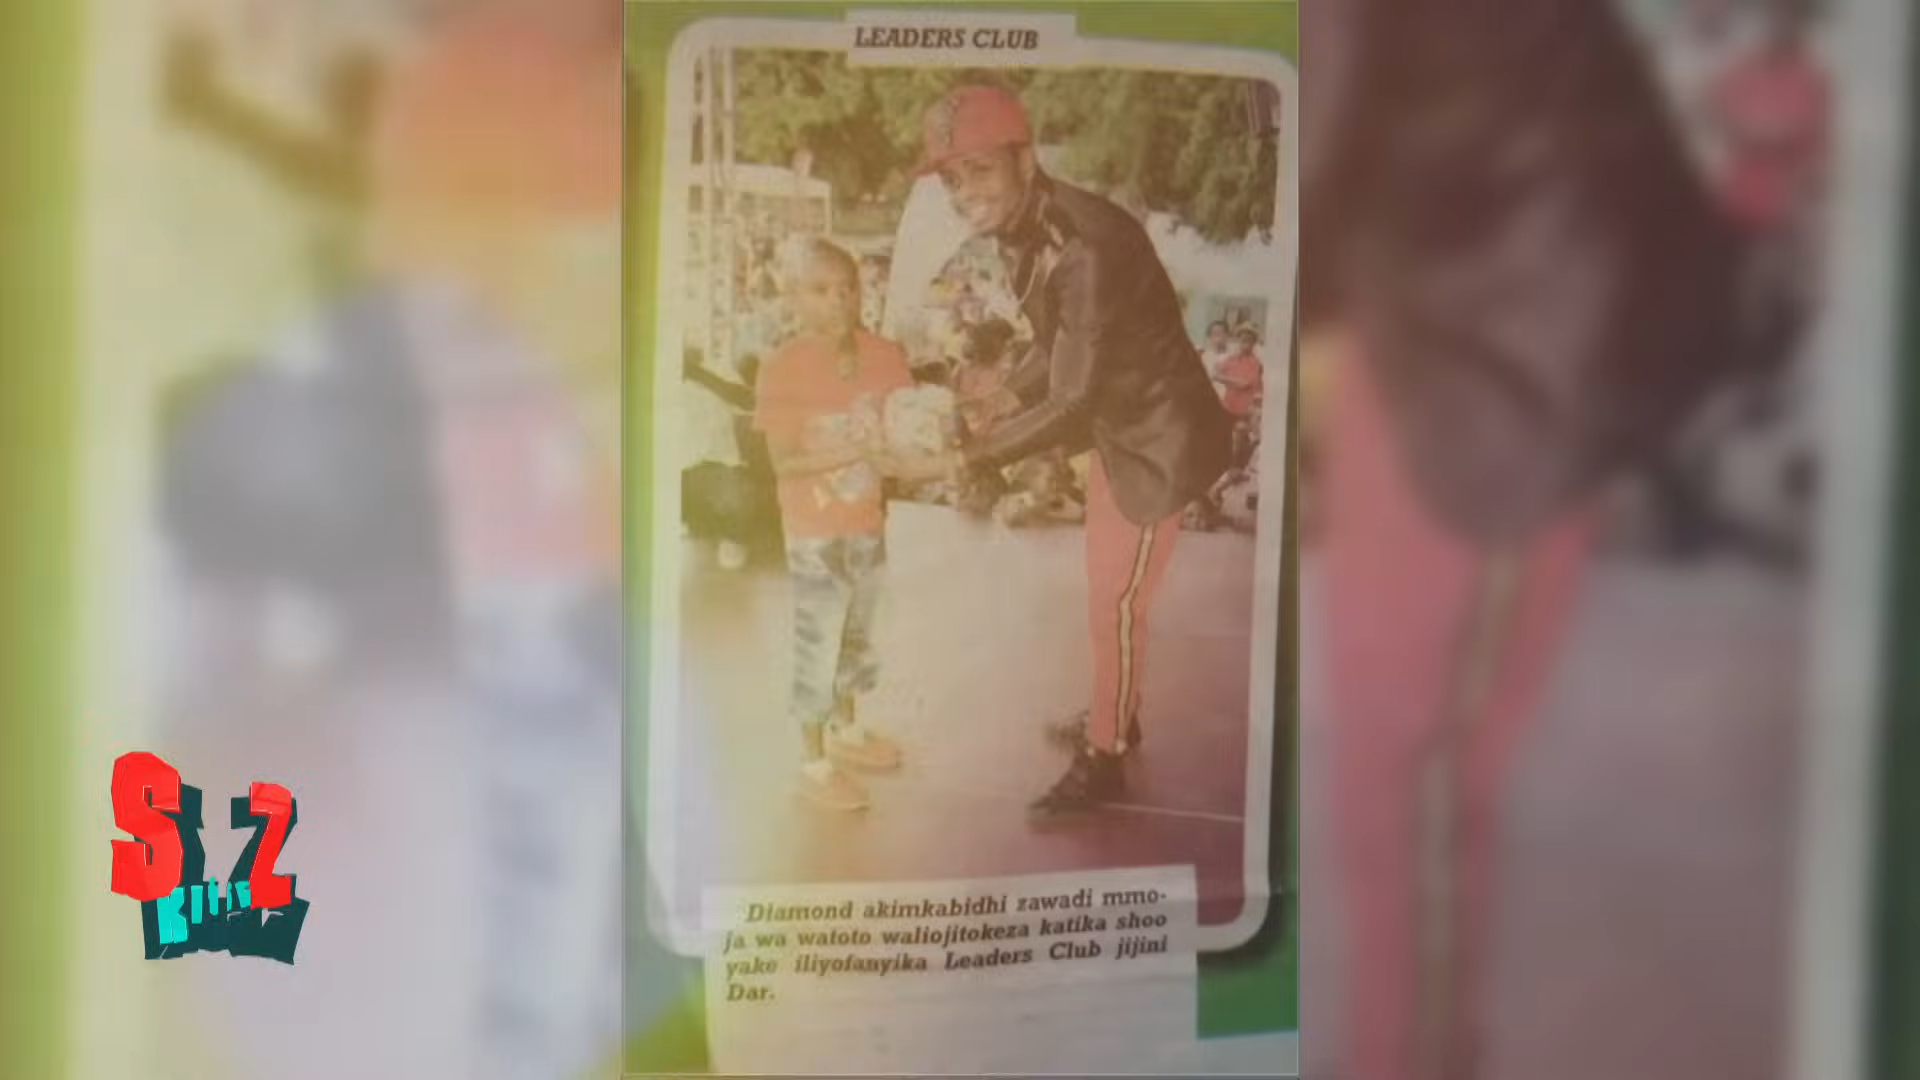 LEADERS CLUB
Diamond akimkabidhi zawadi mmo-
ja wa watoto waliojitokeza katika shoo
yake iliyofanyika Leaders Club jijini
Dar.
S Z